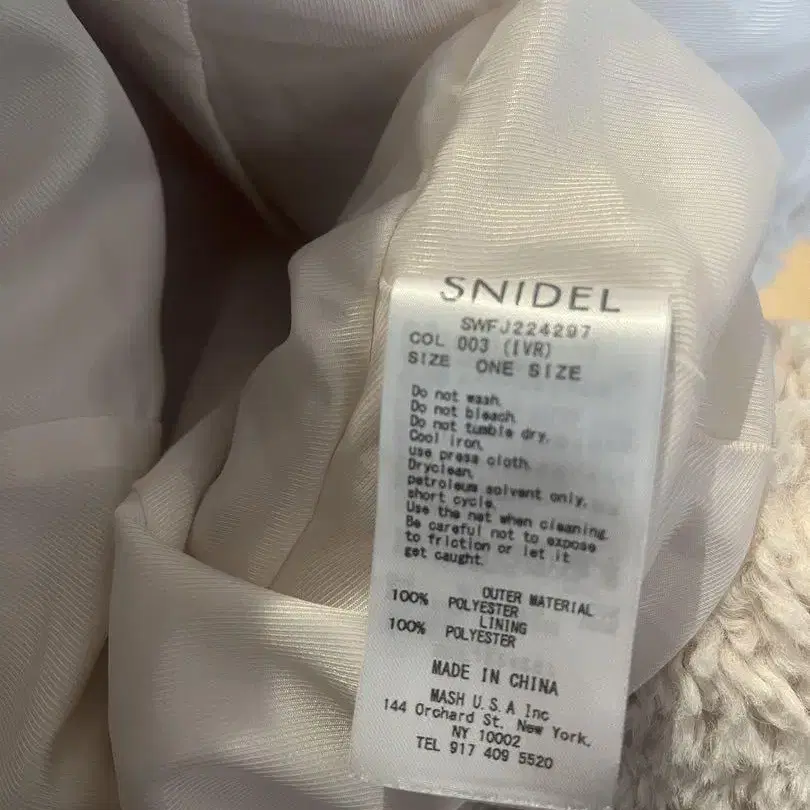 SNIDEL
SWFJ224297
COL 003 (IVR)
SIZE ONE SIZE
Do not wash.
Do not bleach.
Do not tumble dry.
Cool iron,
use press cloth.
Dryclean,
petroleum solvent only,
short cycle.
Use the net when cleaning.
Be careful not to expose
to friction or let it
get caught.
OUTER MATERIAL
100% POLYESTER
LINING
100% POLYESTER
MADE IN CHINA
MASH U.S.A Inc
144 Orchard St. New York,
NY 10002
TEL 917 409 5520